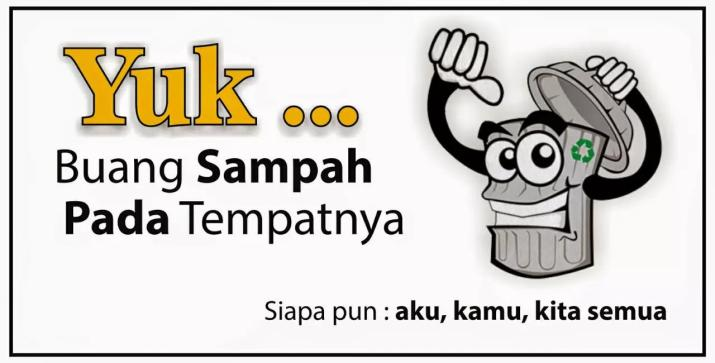 Yuk ...
Buang Sampah
Pada Tempatnya
Siapa pun : aku, kamu, kita semua